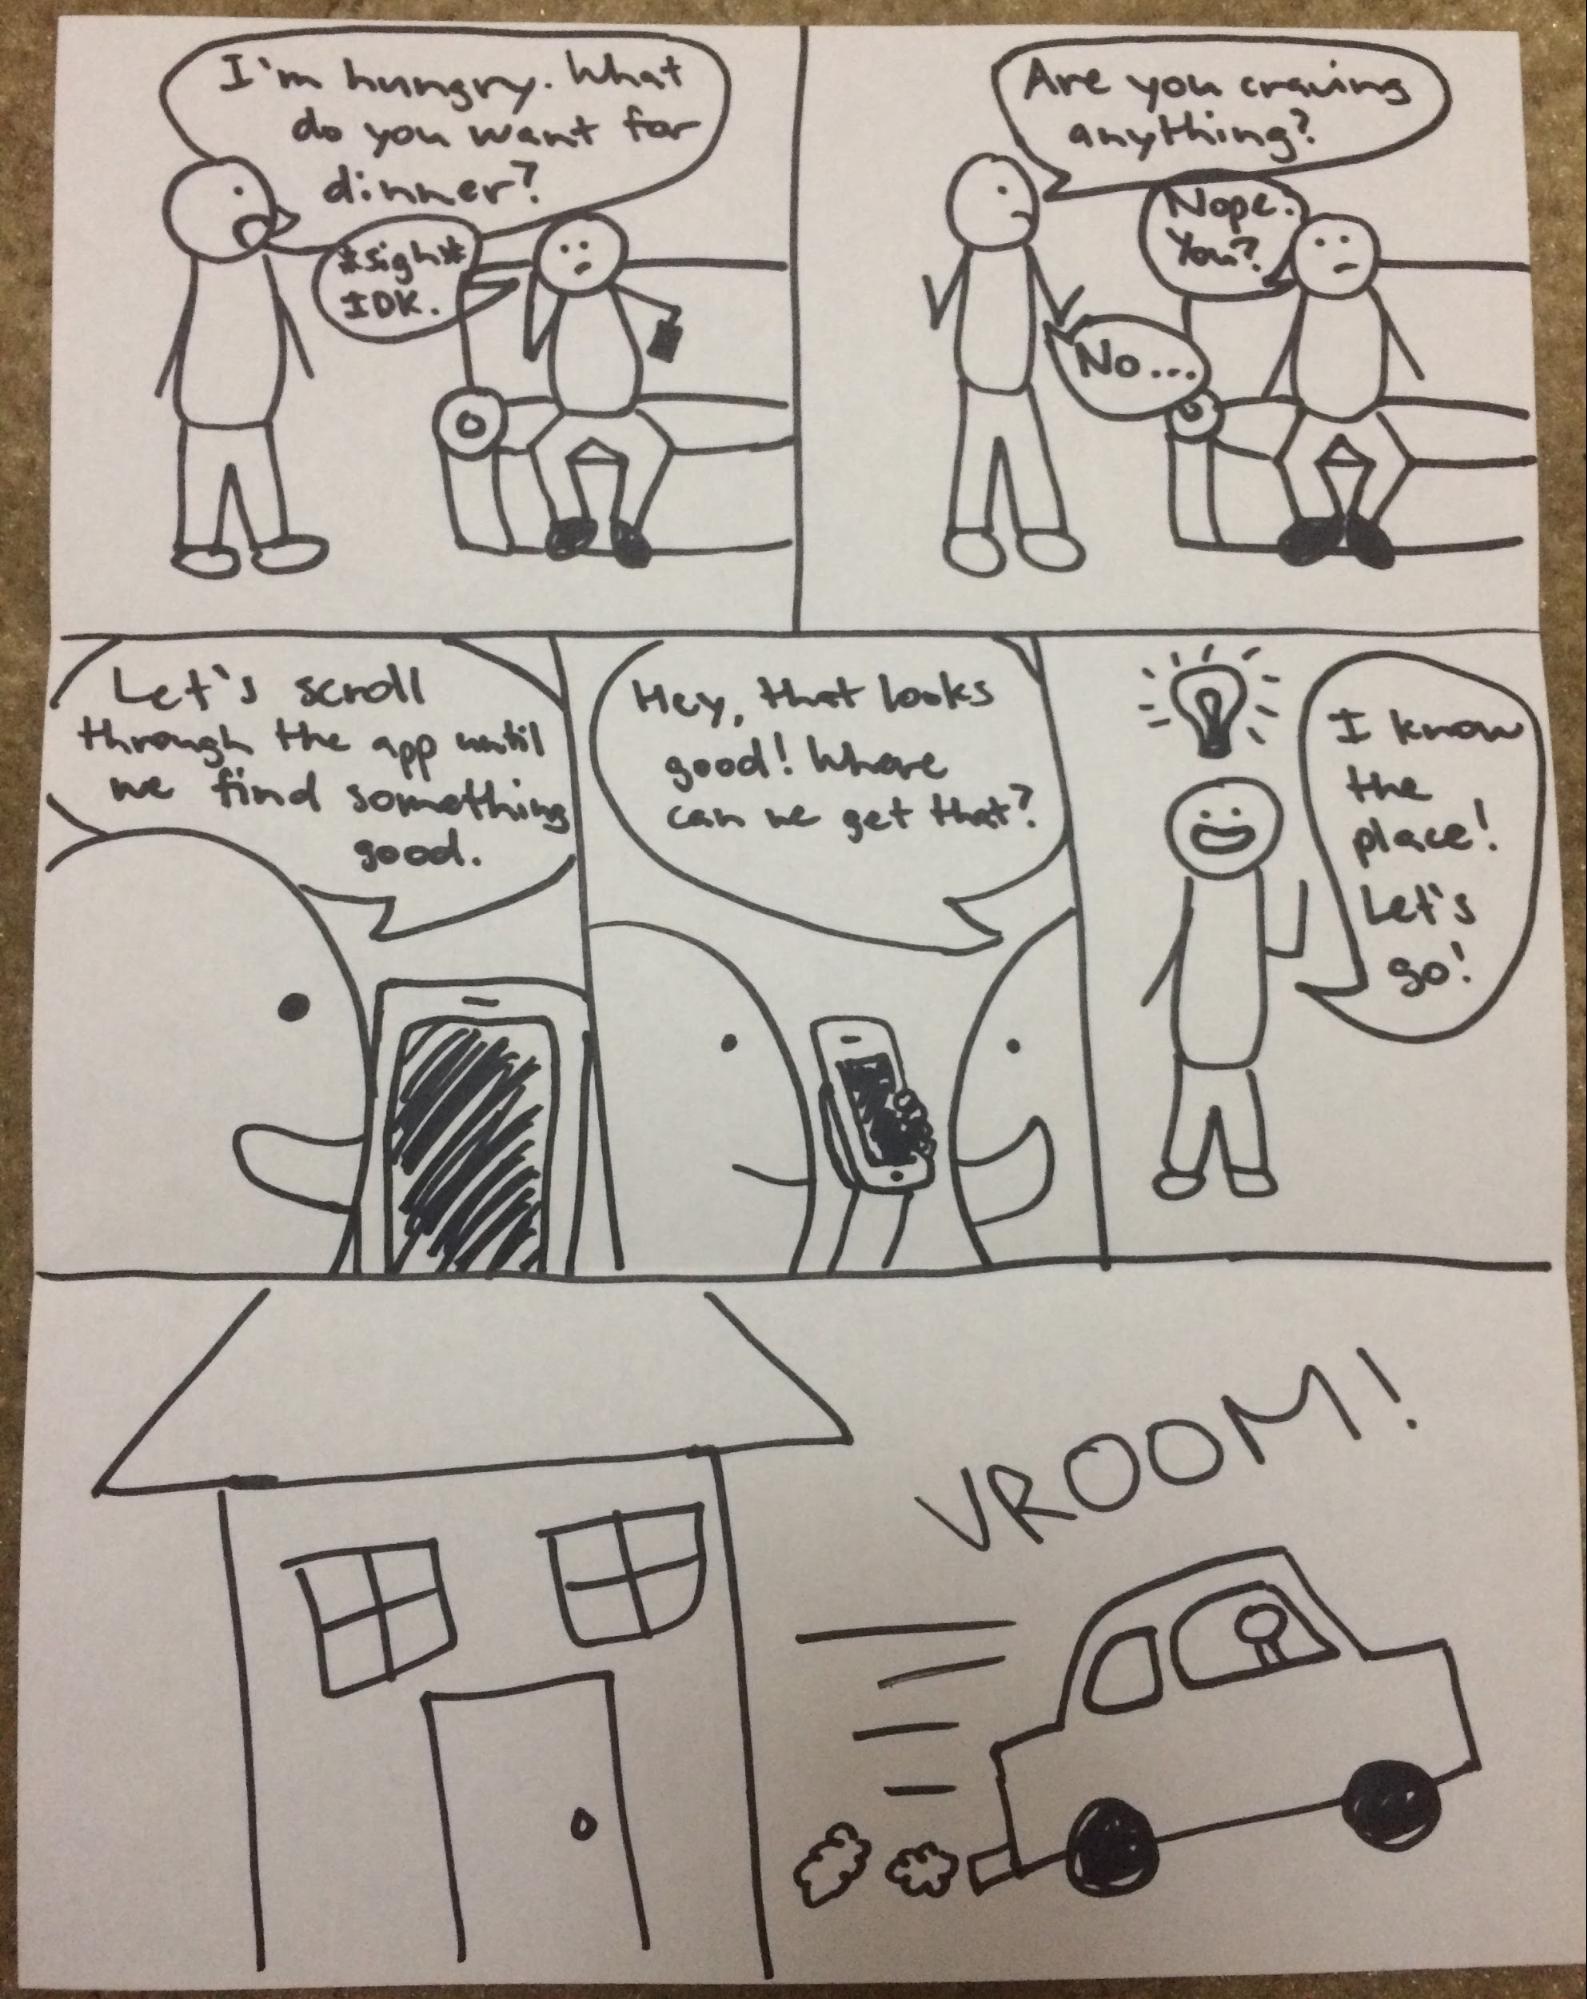 I'm hungry. What
do you want for
dinner?
*sigh*
IDK.
Are you craving
anything?
Nope.
You?
No...
Let's scroll
through the app until
we find something
good.
Hey, that looks
good! Where
can we get that?
I know
the
place!
Let's
go!
VROOM!